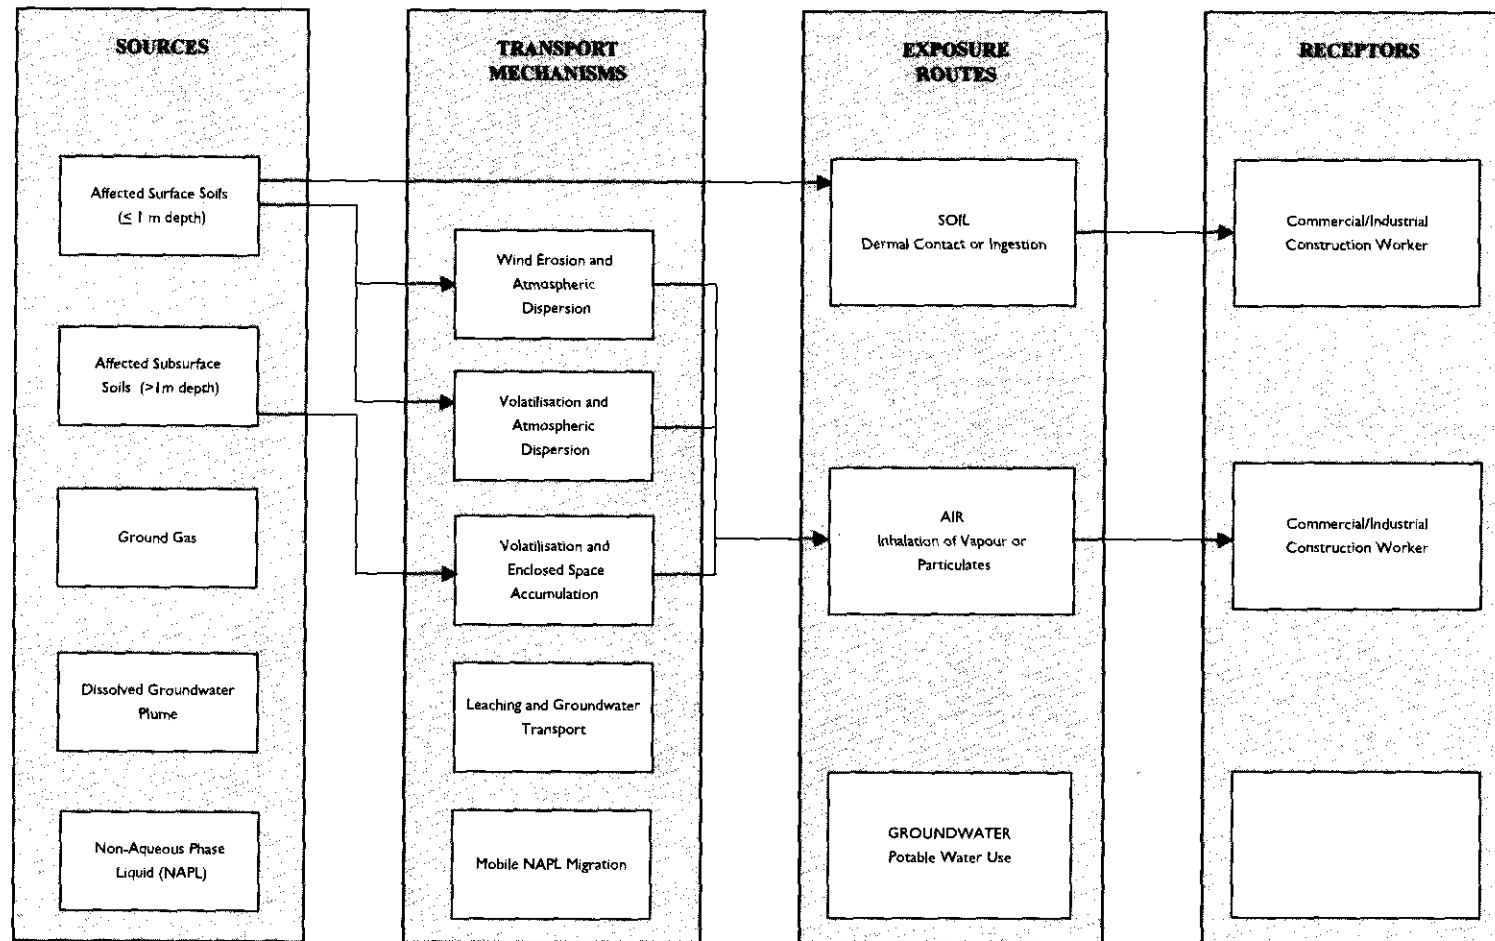 SOURCES
Affected Surface Soils
(≤ 1 m depth)
Affected Subsurface
Soils (>1m depth)
Ground Gas
Dissolved Groundwater
Plume
Non-Aqueous Phase
Liquid (NAPL)
TRANSPORT
MECHANISMS
Wind Erosion and
Atmospheric
Dispersion
Volatilisation and
Atmospheric
Dispersion
Volatilisation and
Enclosed Space
Accumulation
Leaching and Groundwater
Transport
Mobile NAPL Migration
EXPOSURE
ROUTES
SOIL
Dermal Contact or Ingestion
AIR
Inhalation of Vapour or
Particulates
GROUNDWATER
Potable Water Use
RECEPTORS
Commercial/Industrial
Construction Worker
Commercial/Industrial
Construction Worker